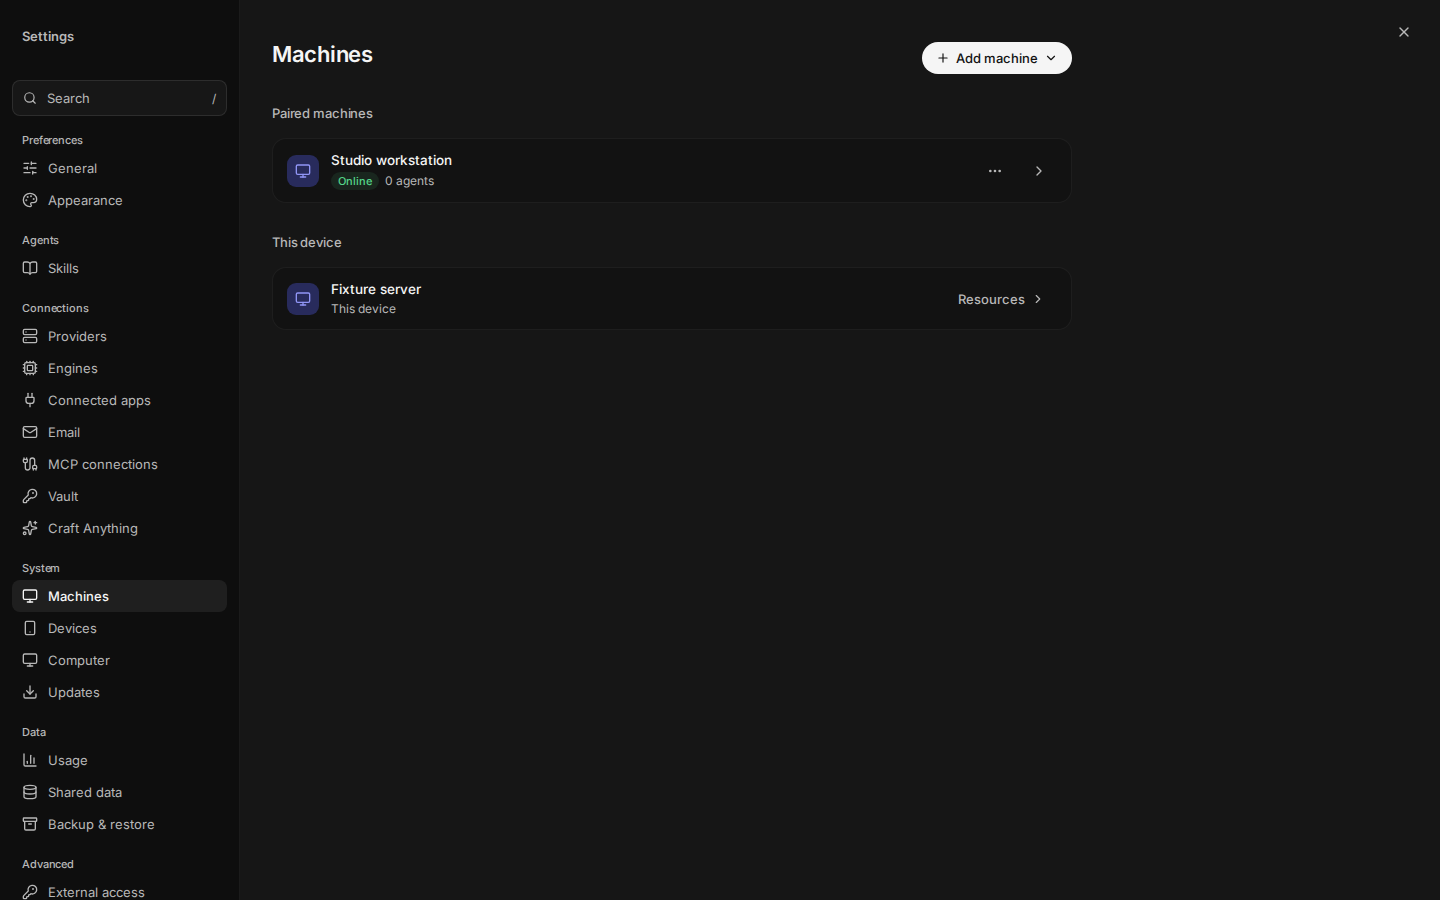 Settings
Search /
Preferences
General
Appearance
Agents
Skills
Connections
Providers
Engines
Connected apps
Email
MCP connections
Vault
Craft Anything
System
Machines
Devices
Computer
Updates
Data
Usage
Shared data
Backup & restore
Advanced
External access
Machines
Add machine
Paired machines
Studio workstation
Online 0 agents
This device
Fixture server
This device
Resources